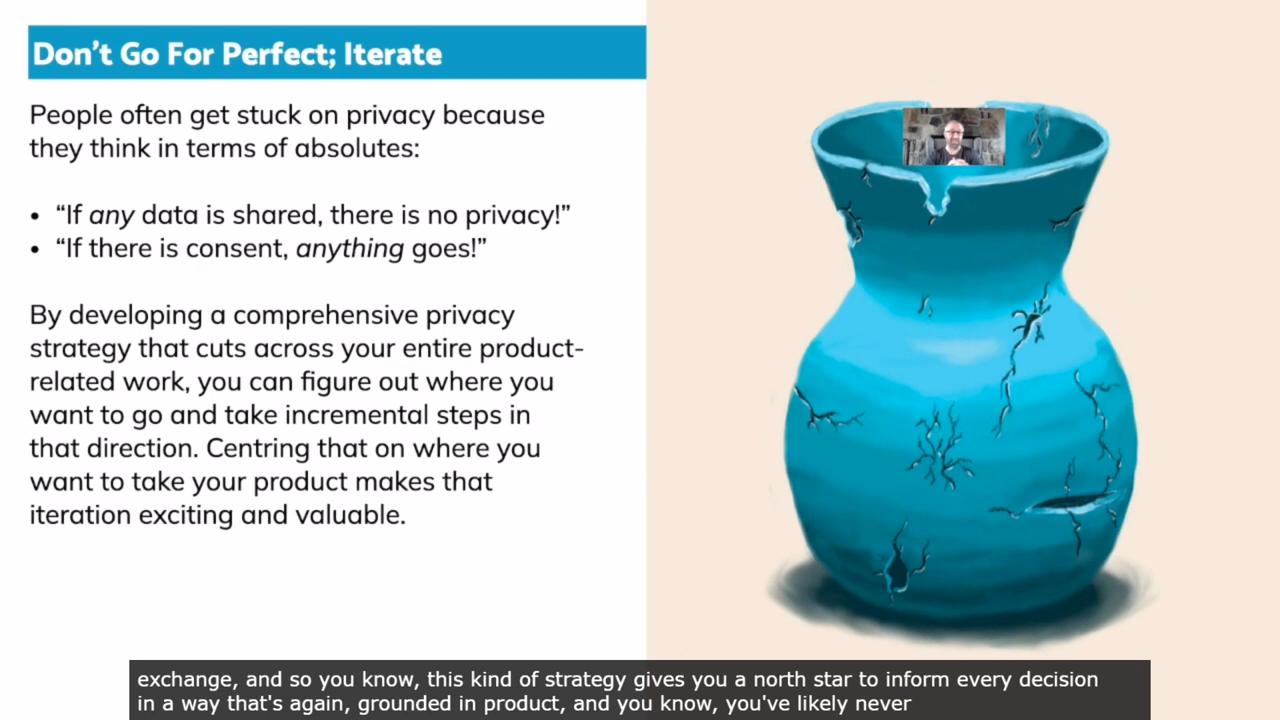 Don't Go For Perfect; Iterate
People often get stuck on privacy because
they think in terms of absolutes:
• “If any data is shared, there is no privacy!”
• “If there is consent, anything goes!”
By developing a comprehensive privacy
strategy that cuts across your entire product-
related work, you can figure out where you
want to go and take incremental steps in
that direction. Centring that on where you
want to take your product makes that
iteration exciting and valuable.
exchange, and so you know, this kind of strategy gives you a north star to inform every decision
in a way that's again, grounded in product, and you know, you've likely never